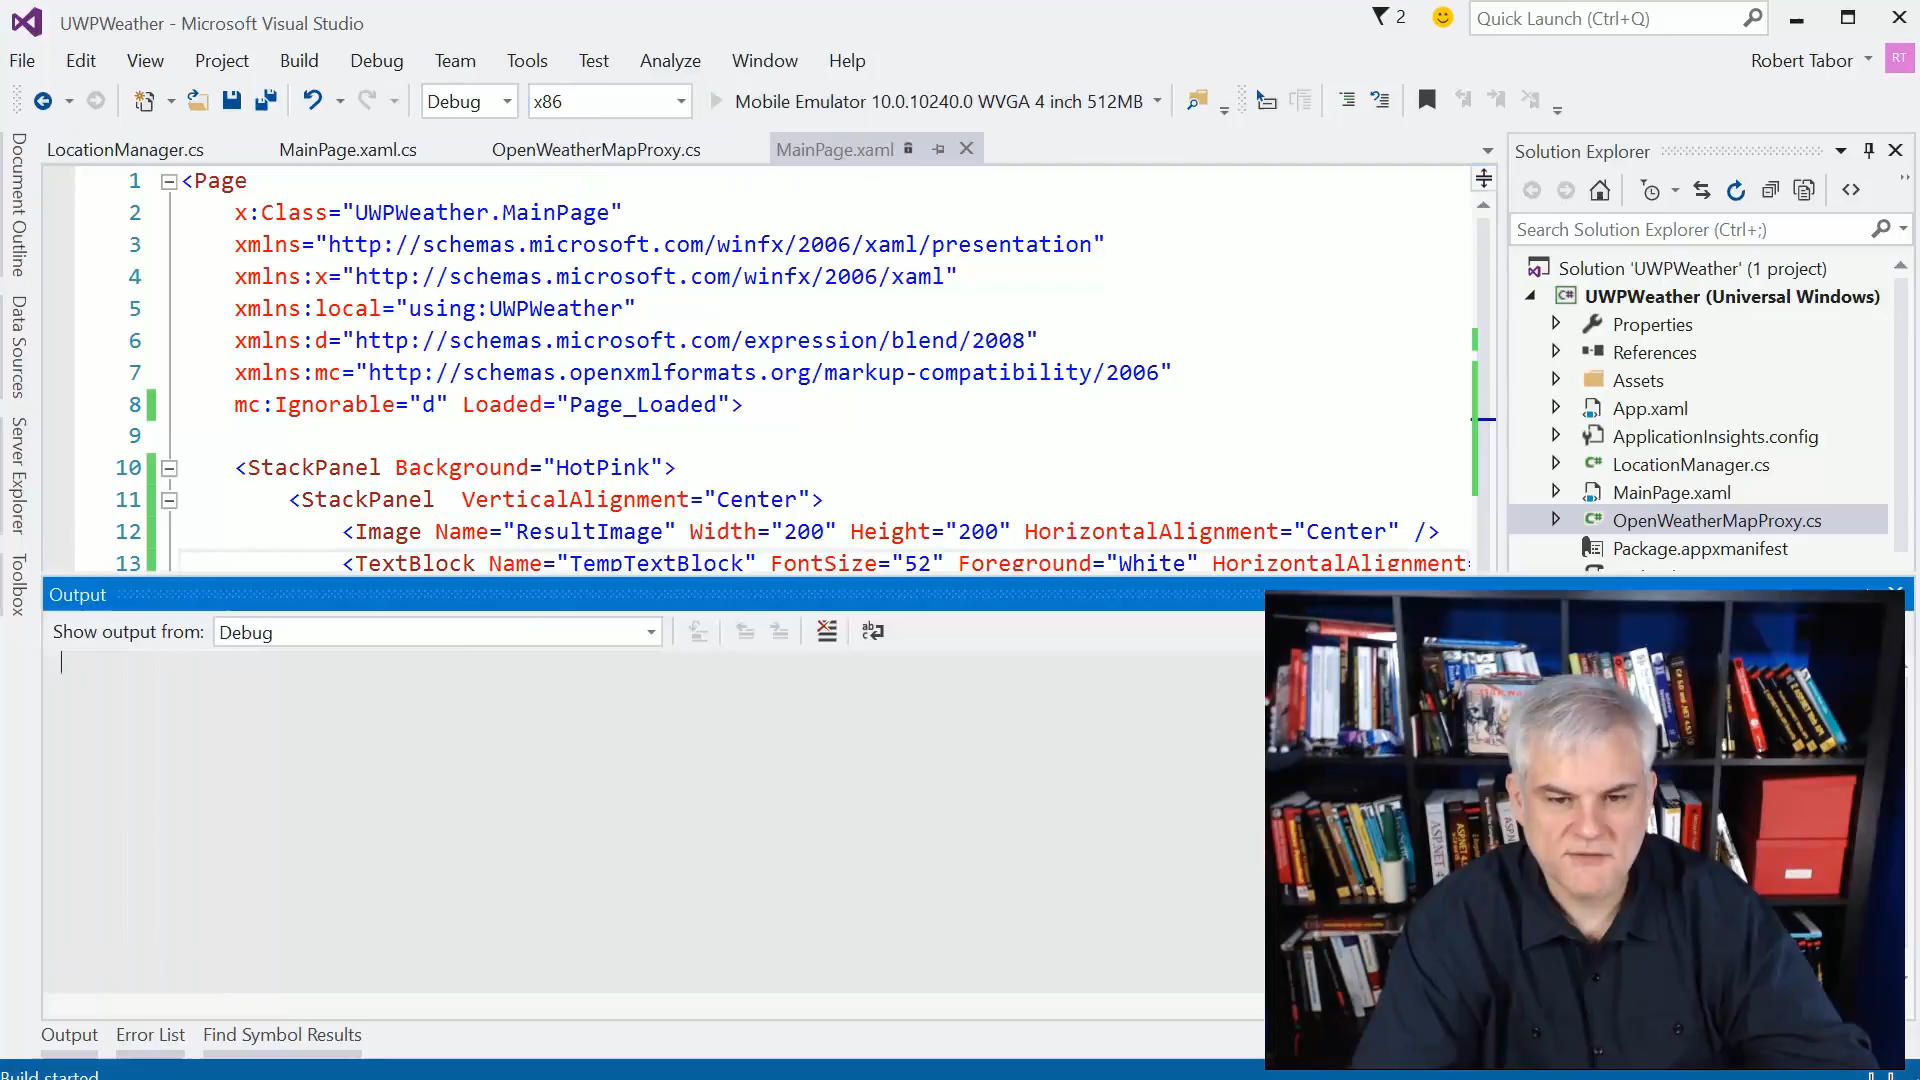 UWPWeather - Microsoft Visual Studio
2
Quick Launch (Ctrl+Q)
File Edit View Project Build Debug Team Tools Test Analyze Window Help
Robert Tabor RT
Debug x86 Mobile Emulator 10.0.10240.0 WVGA 4 inch 512MB
Document Outline
Data Sources
Server Explorer
Toolbox
LocationManager.cs MainPage.xaml.cs OpenWeatherMapProxy.cs MainPage.xaml
1 <Page
2 x:Class="UWPWeather.MainPage"
3 xmlns="http://schemas.microsoft.com/winfx/2006/xaml/presentation"
4 xmlns:x="http://schemas.microsoft.com/winfx/2006/xaml"
5 xmlns:local="using:UWPWeather"
6 xmlns:d="http://schemas.microsoft.com/expression/blend/2008"
7 xmlns:mc="http://schemas.openxmlformats.org/markup-compatibility/2006"
8 mc:Ignorable="d" Loaded="Page_Loaded">
9
10 <StackPanel Background="HotPink">
11 <StackPanel VerticalAlignment="Center">
12 <Image Name="ResultImage" Width="200" Height="200" HorizontalAlignment="Center" />
13 <TextBlock Name="TempTextBlock" FontSize="52" Foreground="White" HorizontalAlignment=
Solution Explorer
Search Solution Explorer (Ctrl+;)
Solution 'UWPWeather' (1 project)
C# UWPWeather (Universal Windows)
Properties
References
Assets
App.xaml
ApplicationInsights.config
C# LocationManager.cs
MainPage.xaml
C# OpenWeatherMapProxy.cs
Package.appxmanifest
Output
Show output from: Debug
Output Error List Find Symbol Results
Build started